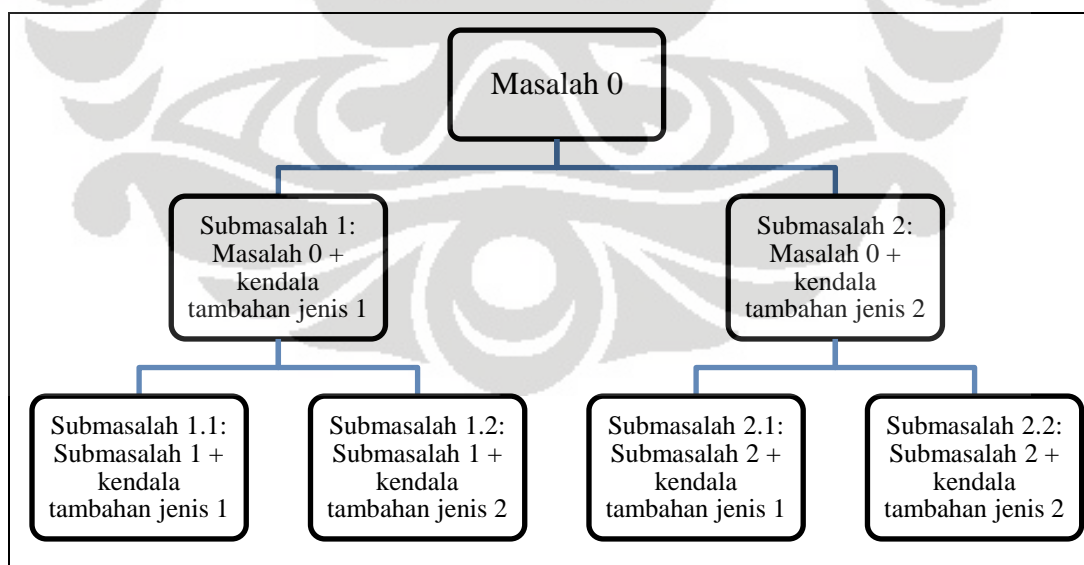 Masalah 0
Submasalah 1:
Masalah 0 +
kendala
tambahan jenis 1
Submasalah 2:
Masalah 0 +
kendala
tambahan jenis 2
Submasalah 1.1:
Submasalah 1 +
kendala
tambahan jenis 1
Submasalah 1.2:
Submasalah 1 +
kendala
tambahan jenis 2
Submasalah 2.1:
Submasalah 2 +
kendala
tambahan jenis 1
Submasalah 2.2:
Submasalah 2 +
kendala
tambahan jenis 2